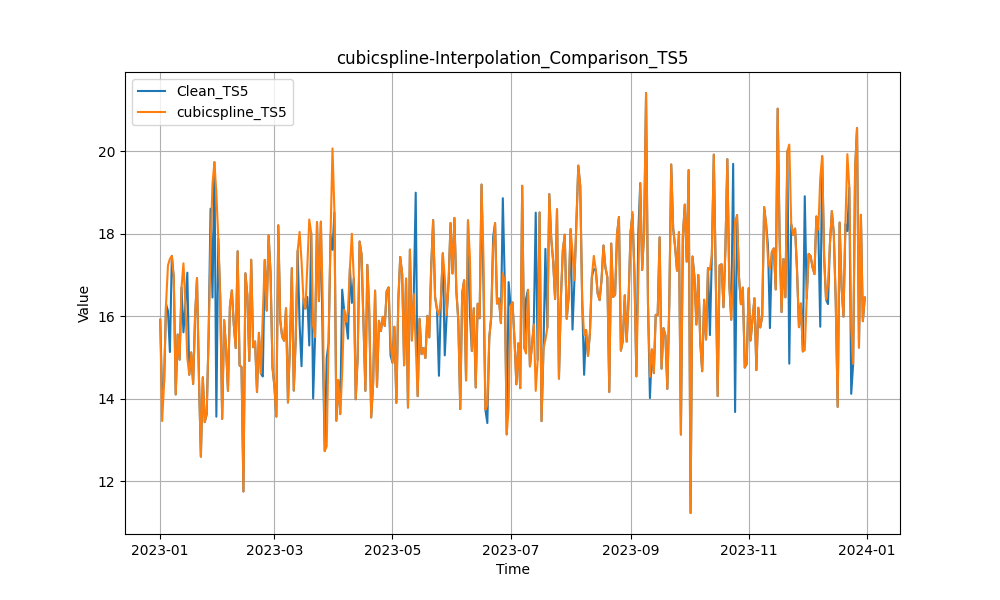 cubicspline-Interpolation_Comparison_TS5
Clean_TS5
cubicspline_TS5
Value
20
18
16
14
12
2023-01
2023-03
2023-05
2023-07
2023-09
2023-11
2024-01
Time